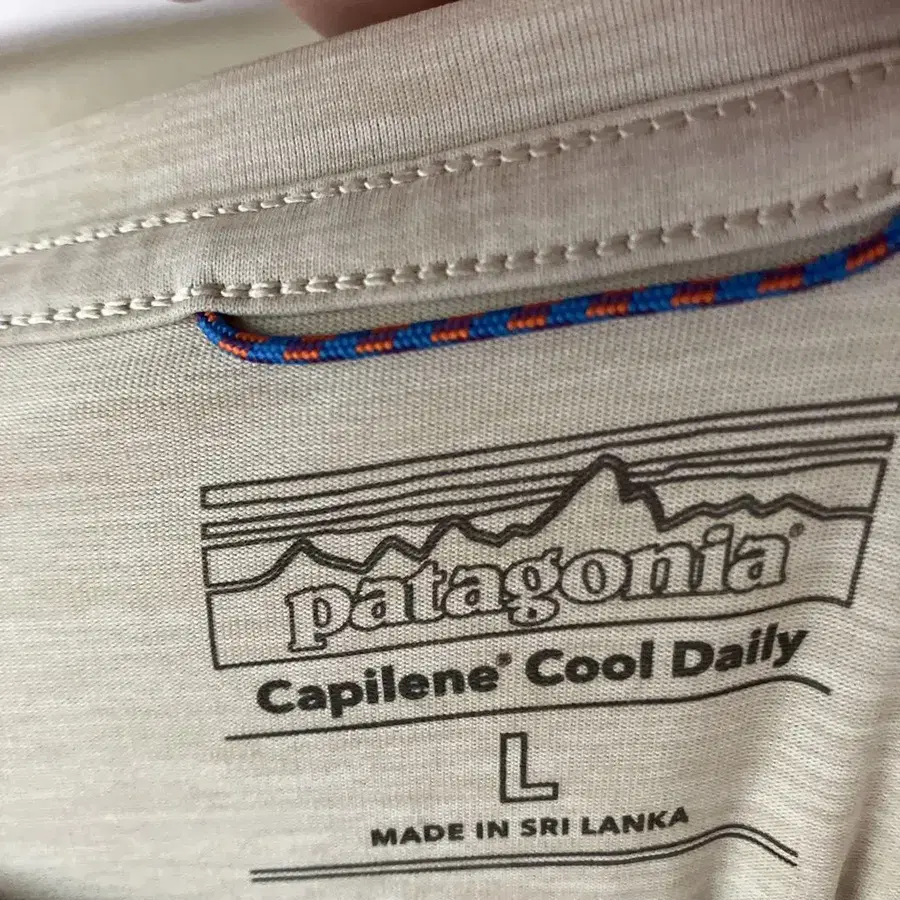 patagonia®
Capilene® Cool Daily
L
MADE IN SRI LANKA